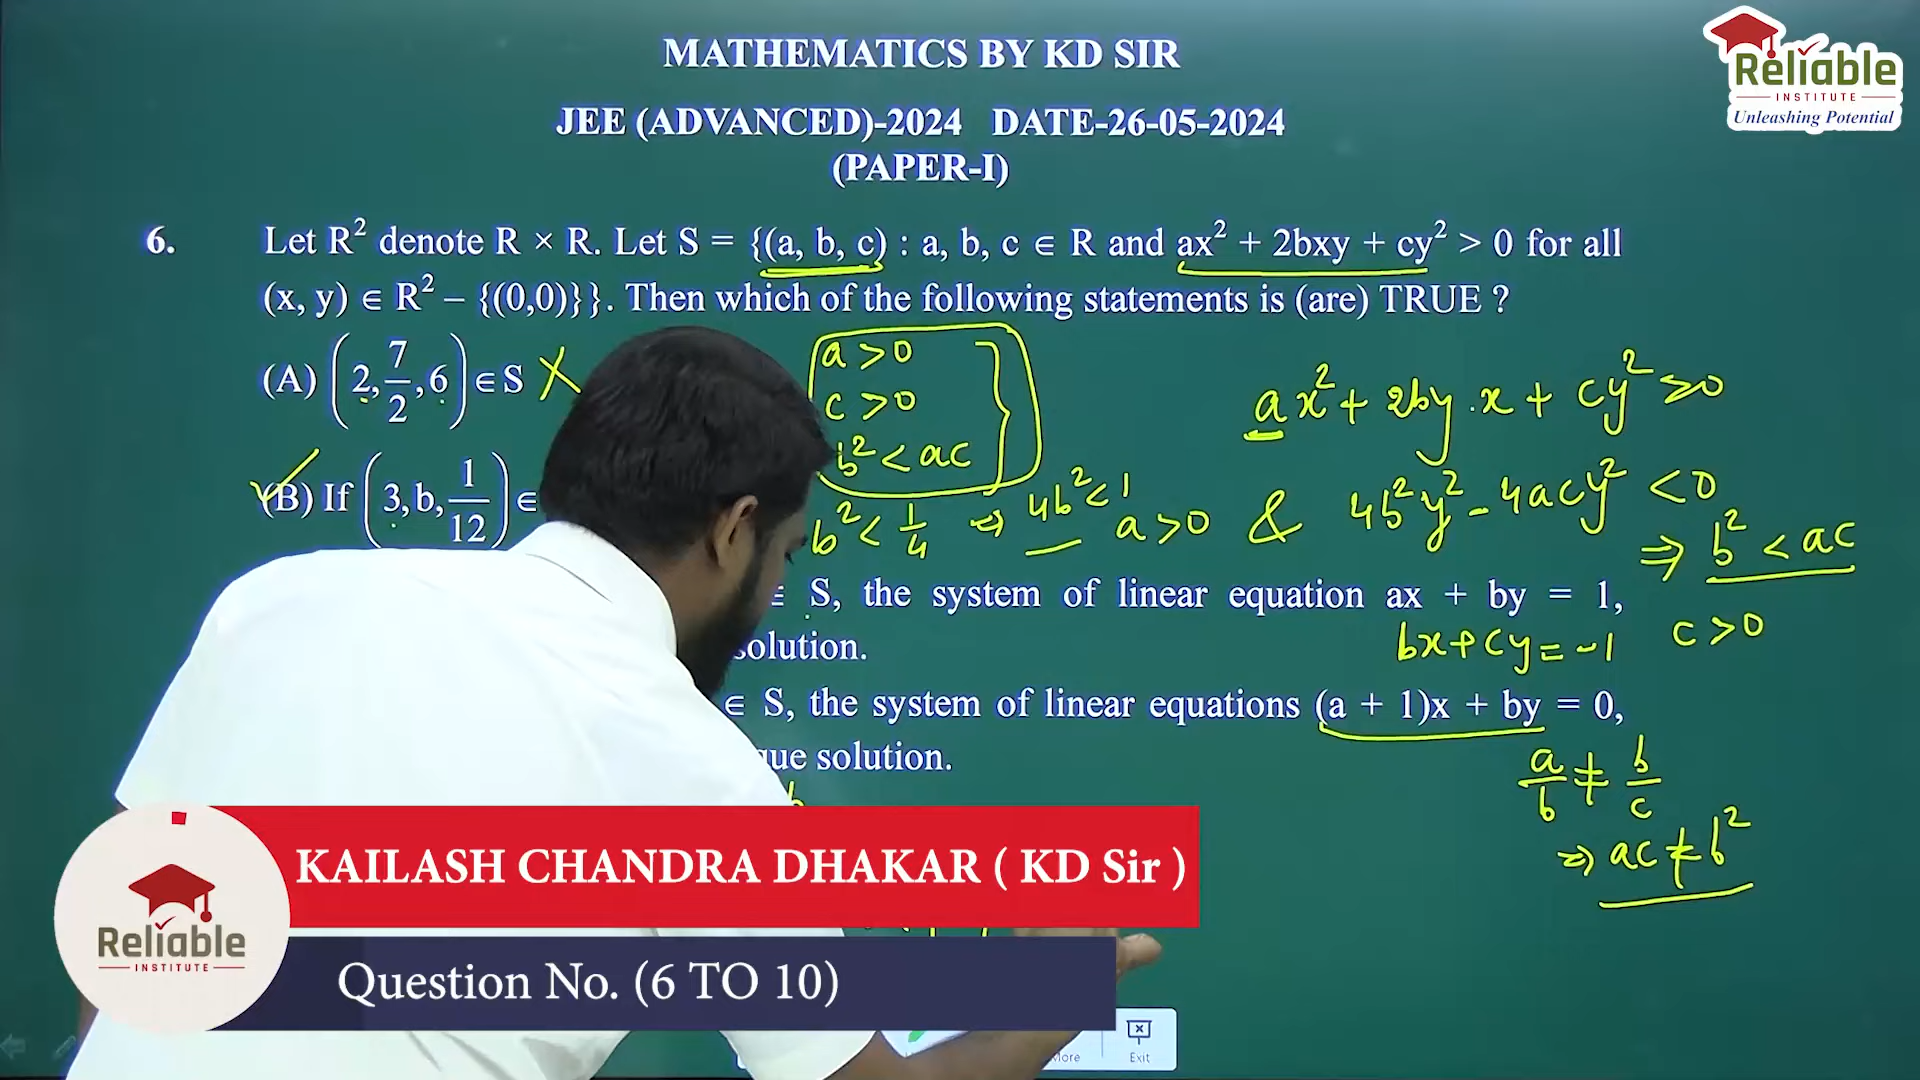 MATHEMATICS BY KD SIR
Reliable
INSTITUTE
Unleashing Potential
JEE (ADVANCED)-2024 DATE-26-05-2024
(PAPER-I)
6. Let R² denote R × R. Let S = {(a, b, c) : a, b, c ∈ R and ax² + 2bxy + cy² > 0 for all
(x, y) ∈ R² – {(0,0)}}. Then which of the following statements is (are) TRUE ?
(A) (2, 7/2, 6) ∈ S
a > 0
c > 0
b² < ac
ax² + 2by.x + cy² > 0
(B) If (3, b, 1/12) ∈
b² < 1/4 ⇒ 4b² < 1
a > 0 & 4b²y² - 4acy² < 0
⇒ b² < ac
S, the system of linear equation ax + by = 1,
solution.
bx + cy = -1
c > 0
∈ S, the system of linear equations (a + 1)x + by = 0,
solution.
a/b ≠ b/c
⇒ ac ≠ b²
KAILASH CHANDRA DHAKAR ( KD Sir )
Reliable
INSTITUTE
Question No. (6 TO 10)
Exit